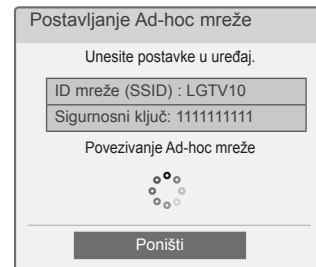 Postavljanje Ad-hoc mreže
Unesite postavke u uređaj.
ID mreže (SSID) : LGTV10
Sigurnosni ključ: 1111111111
Povezivanje Ad-hoc mreže
Poništi